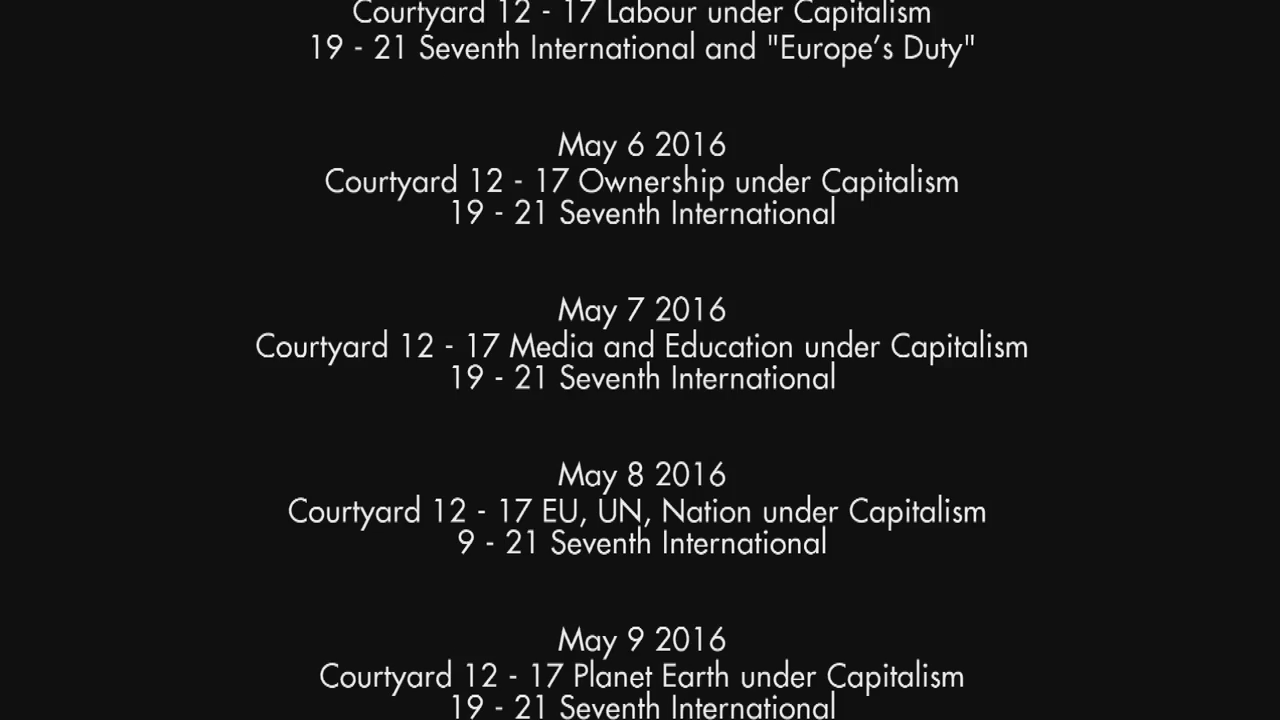 Courtyard 12 - 17 Labour under Capitalism
19 - 21 Seventh International and "Europe’s Duty"
May 6 2016
Courtyard 12 - 17 Ownership under Capitalism
19 - 21 Seventh International
May 7 2016
Courtyard 12 - 17 Media and Education under Capitalism
19 - 21 Seventh International
May 8 2016
Courtyard 12 - 17 EU, UN, Nation under Capitalism
9 - 21 Seventh International
May 9 2016
Courtyard 12 - 17 Planet Earth under Capitalism
19 - 21 Seventh International